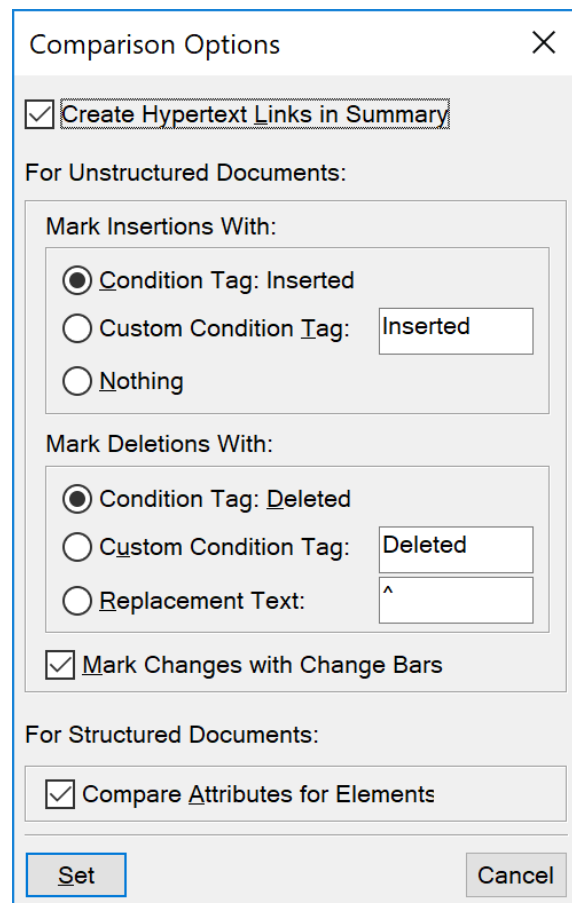 Comparison Options
Create Hypertext Links in Summary
For Unstructured Documents:
Mark Insertions With:
Condition Tag: Inserted
Custom Condition Tag: Inserted
Nothing
Mark Deletions With:
Condition Tag: Deleted
Custom Condition Tag: Deleted
Replacement Text: ^
Mark Changes with Change Bars
For Structured Documents:
Compare Attributes for Elements
Set Cancel